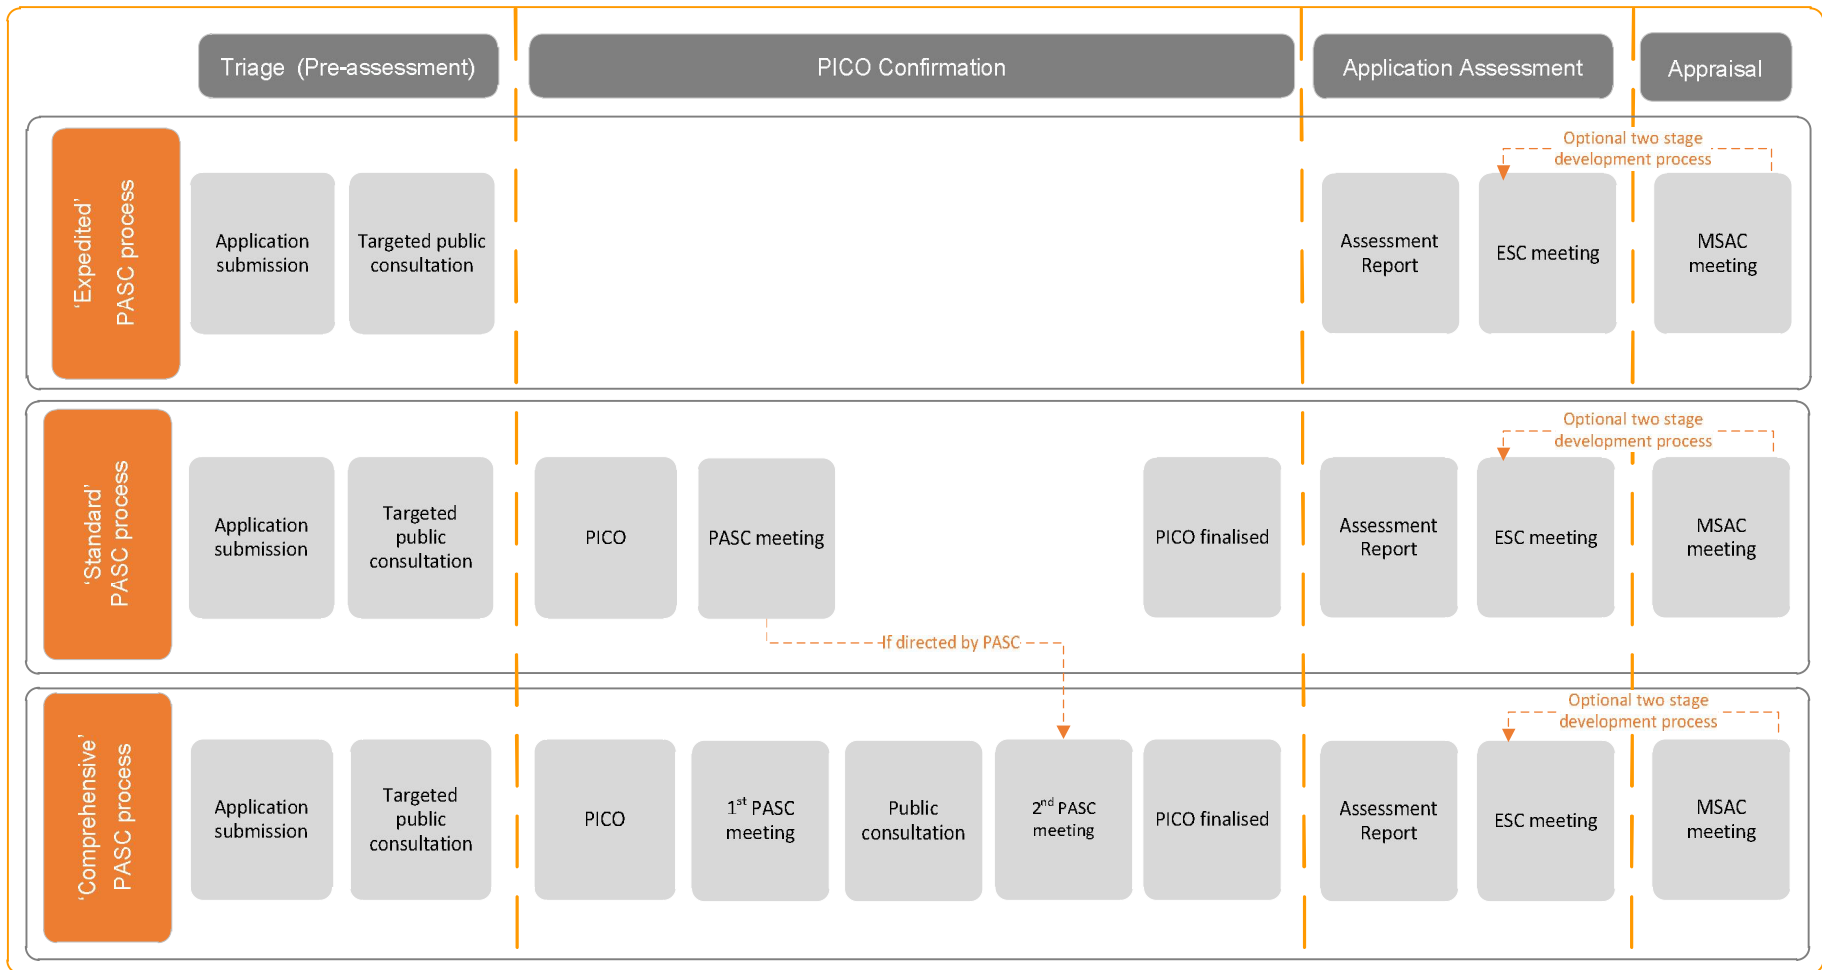 Triage  (Pre-assessment)
PICO Confirmation
Application Assessment
Appraisal
‘Expedited’
PASC process
Application
submission
Targeted public
consultation
Assessment
Report
Optional two stage
development process
ESC meeting
MSAC
meeting
‘Standard’
PASC process
Application
submission
Targeted
public
consultation
PICO
PASC meeting
If directed by PASC
PICO finalised
Assessment
Report
Optional two stage
development process
ESC meeting
MSAC
meeting
‘Comprehensive’
PASC process
Application
submission
Targeted
public
consultation
PICO
1st PASC
meeting
Public
consultation
2nd PASC
meeting
PICO finalised
Assessment
Report
Optional two stage
development process
ESC meeting
MSAC
meeting